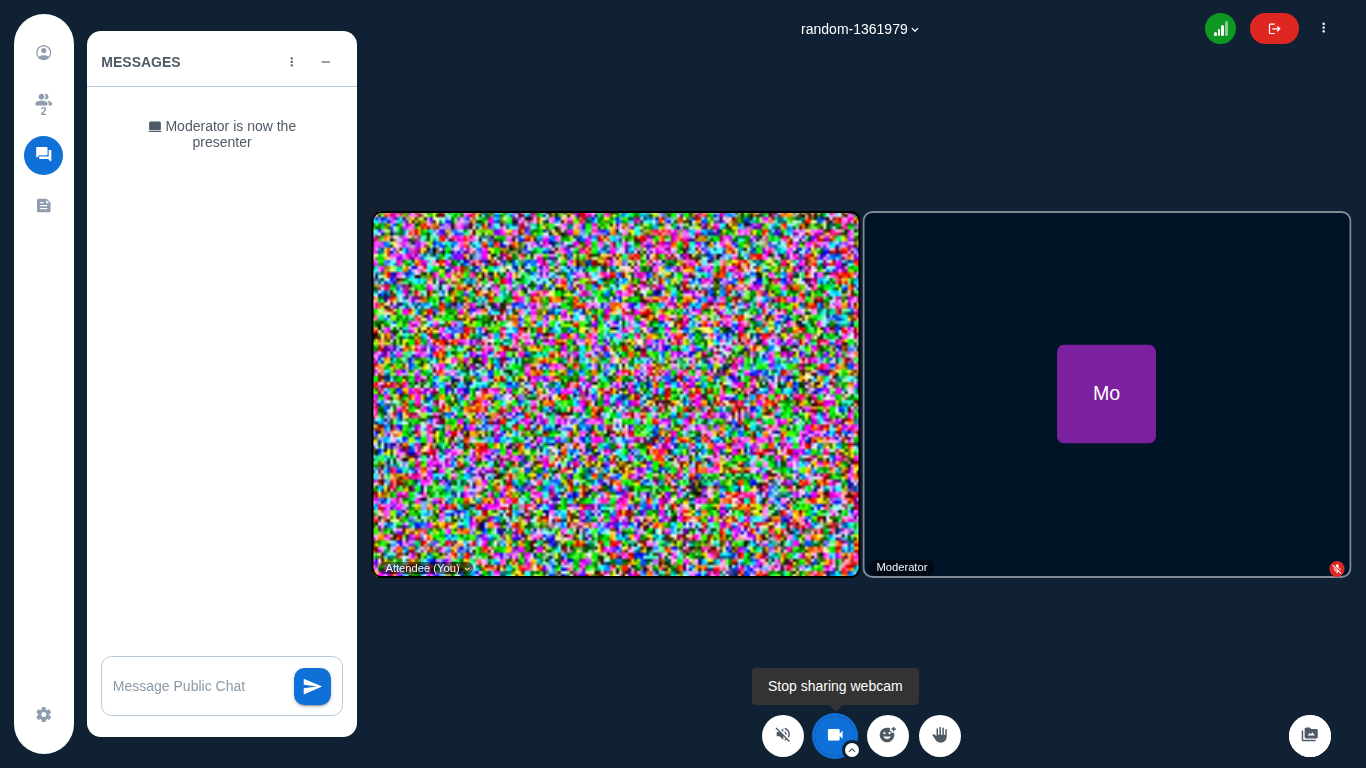 random-1361979
MESSAGES
2
Moderator is now the
presenter
Mo
Attendee (You)
Moderator
Message Public Chat
Stop sharing webcam